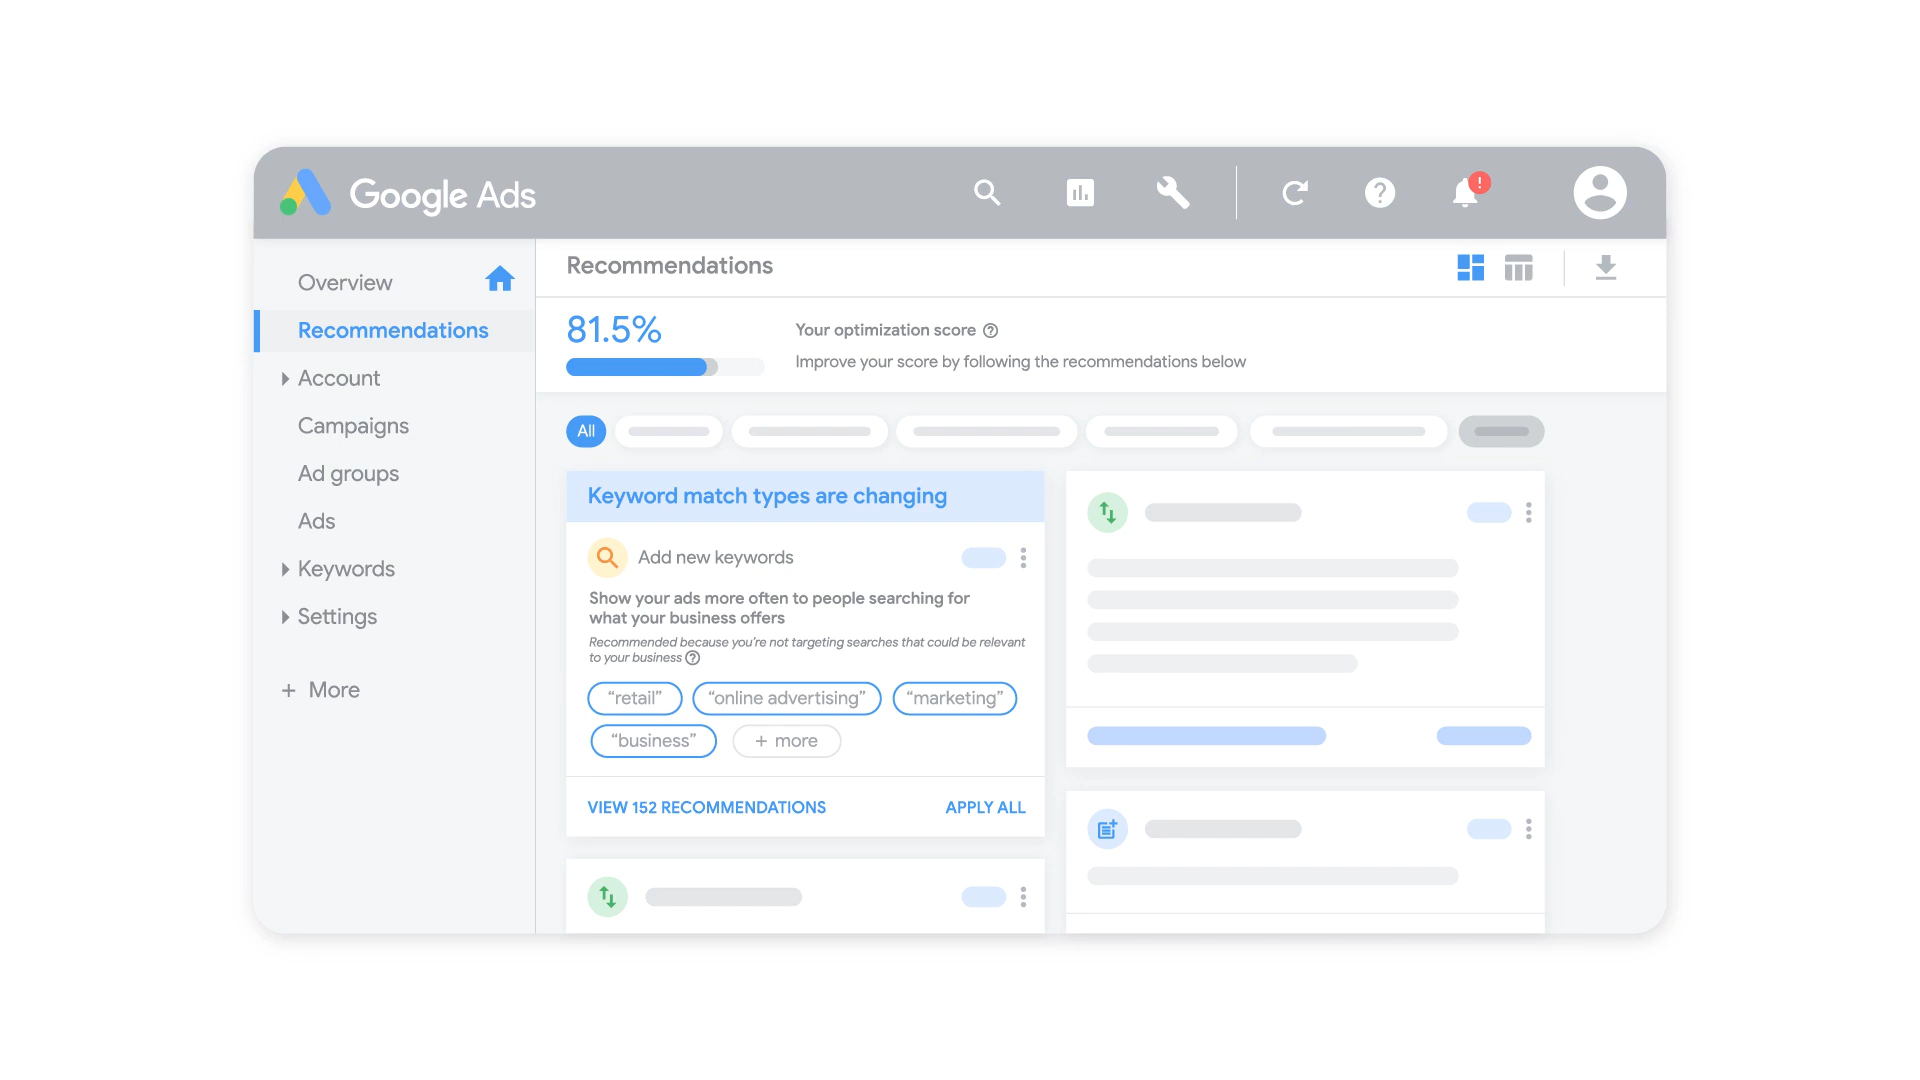 Google Ads
!
Overview
Recommendations
Account
Campaigns
Ad groups
Ads
Keywords
Settings
+ More
Recommendations
81.5%
Your optimization score ?
Improve your score by following the recommendations below
All
Keyword match types are changing
Add new keywords
Show your ads more often to people searching for
what your business offers
Recommended because you're not targeting searches that could be relevant
to your business ?
“retail” “online advertising” “marketing”
“business” + more
VIEW 152 RECOMMENDATIONS APPLY ALL